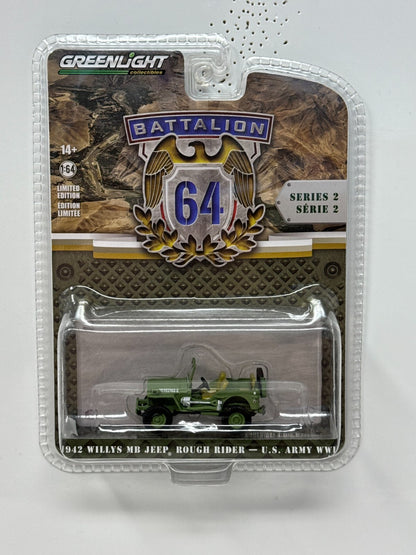 GREENLIGHT
collectibles
BATTALION
64
14+
1:64
LIMITED
EDITION
ÉDITION
LIMITÉE
SERIES 2
SÉRIE 2
1942 WILLYS MB JEEP, ROUGH RIDER — U.S. ARMY WWII